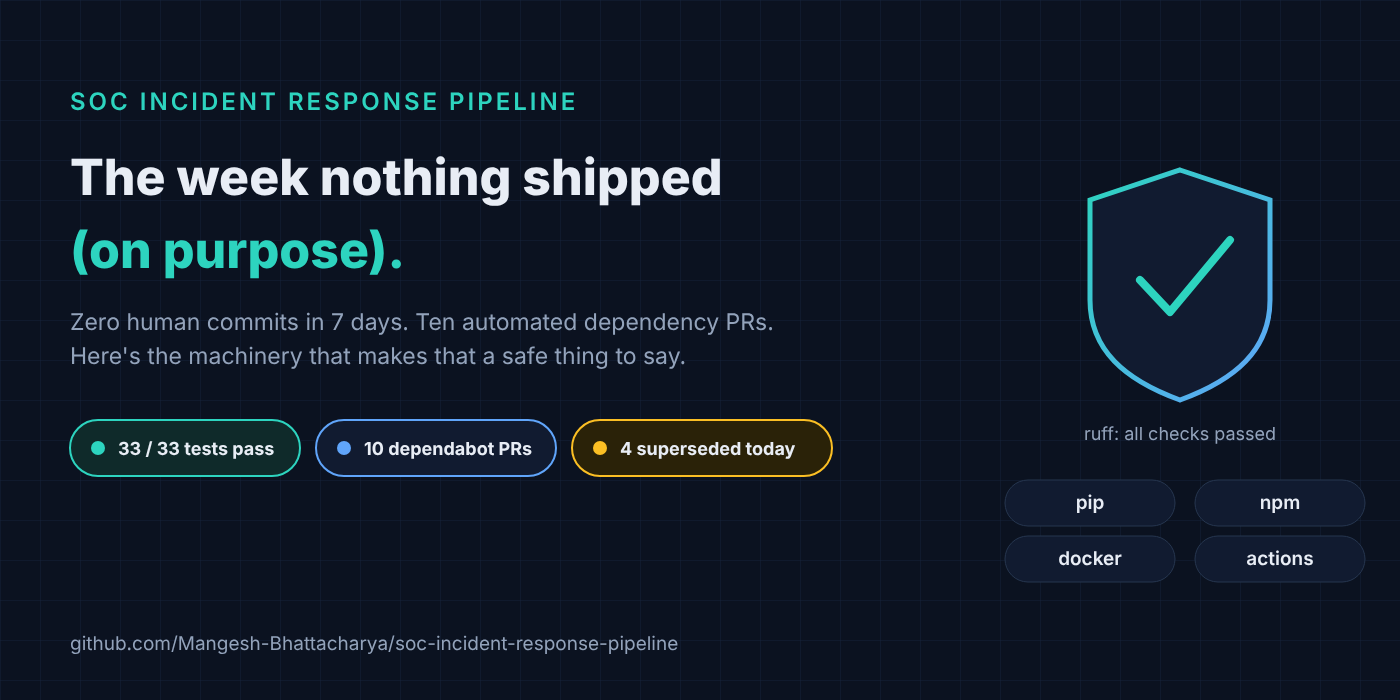 SOC INCIDENT RESPONSE PIPELINE
The week nothing shipped
(on purpose).
Zero human commits in 7 days. Ten automated dependency PRs.
Here's the machinery that makes that a safe thing to say.
33 / 33 tests pass
10 dependabot PRs
4 superseded today
ruff: all checks passed
pip
npm
docker
actions
github.com/Mangesh-Bhattacharya/soc-incident-response-pipeline